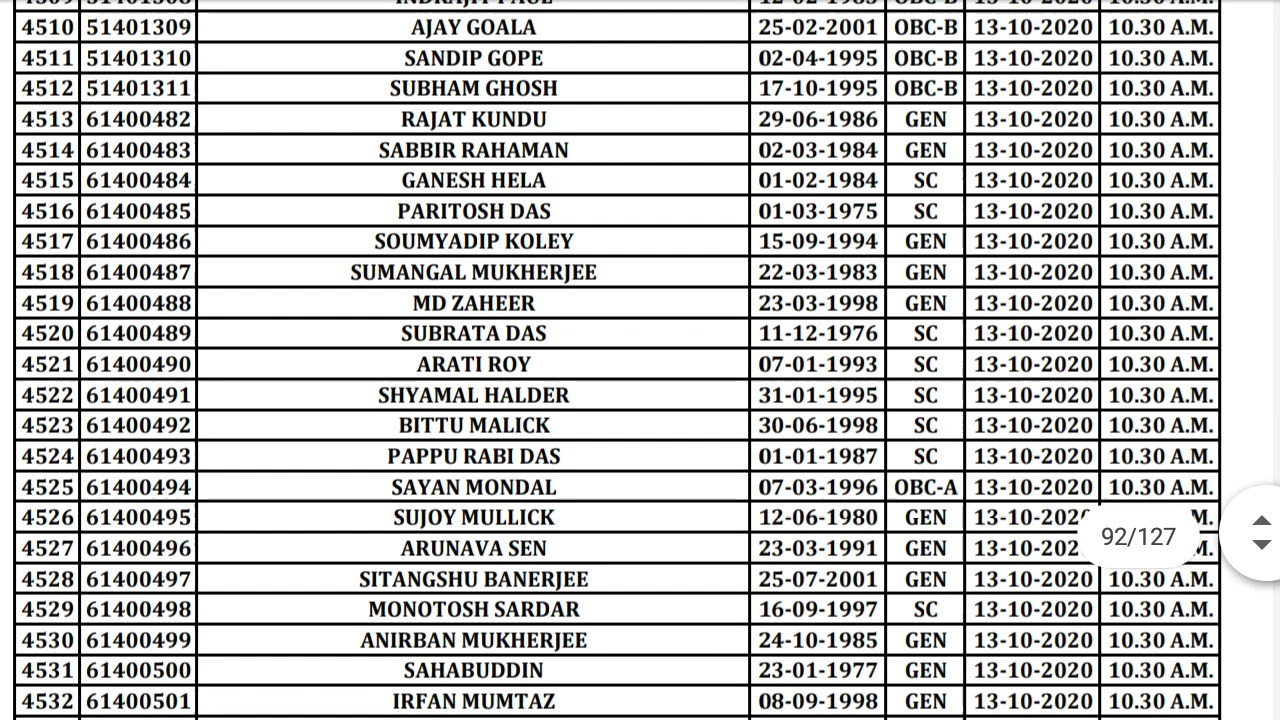 4510 51401309 AJAY GOALA 25-02-2001 OBC-B 13-10-2020 10.30 A.M.
4511 51401310 SANDIP GOPE 02-04-1995 OBC-B 13-10-2020 10.30 A.M.
4512 51401311 SUBHAM GHOSH 17-10-1995 OBC-B 13-10-2020 10.30 A.M.
4513 61400482 RAJAT KUNDU 29-06-1986 GEN 13-10-2020 10.30 A.M.
4514 61400483 SABBIR RAHAMAN 02-03-1984 GEN 13-10-2020 10.30 A.M.
4515 61400484 GANESH HELA 01-02-1984 SC 13-10-2020 10.30 A.M.
4516 61400485 PARITOSH DAS 01-03-1975 SC 13-10-2020 10.30 A.M.
4517 61400486 SOUMYADIP KOLEY 15-09-1994 GEN 13-10-2020 10.30 A.M.
4518 61400487 SUMANGAL MUKHERJEE 22-03-1983 GEN 13-10-2020 10.30 A.M.
4519 61400488 MD ZAHEER 23-03-1998 GEN 13-10-2020 10.30 A.M.
4520 61400489 SUBRATA DAS 11-12-1976 SC 13-10-2020 10.30 A.M.
4521 61400490 ARATI ROY 07-01-1993 SC 13-10-2020 10.30 A.M.
4522 61400491 SHYAMAL HALDER 31-01-1995 SC 13-10-2020 10.30 A.M.
4523 61400492 BITTU MALICK 30-06-1998 SC 13-10-2020 10.30 A.M.
4524 61400493 PAPPU RABI DAS 01-01-1987 SC 13-10-2020 10.30 A.M.
4525 61400494 SAYAN MONDAL 07-03-1996 OBC-A 13-10-2020 10.30 A.M.
4526 61400495 SUJOY MULLICK 12-06-1980 GEN
4527 61400496 ARUNAVA SEN 23-03-1991 GEN
92/127
4528 61400497 SITANGSHU BANERJEE 25-07-2001 GEN 13-10-2020 10.30 A.M.
4529 61400498 MONOTOSH SARDAR 16-09-1997 SC 13-10-2020 10.30 A.M.
4530 61400499 ANIRBAN MUKHERJEE 24-10-1985 GEN 13-10-2020 10.30 A.M.
4531 61400500 SAHABUDDIN 23-01-1977 GEN 13-10-2020 10.30 A.M.
4532 61400501 IRFAN MUMTAZ 08-09-1998 GEN 13-10-2020 10.30 A.M.